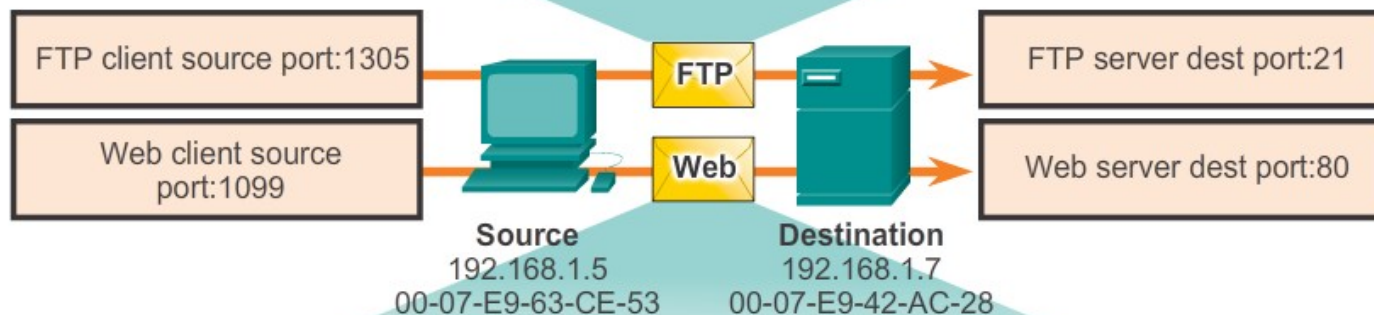 FTP client source port:1305
FTP
FTP server dest port:21
Web client source
port:1099
Web
Web server dest port:80
Source
192.168.1.5
00-07-E9-63-CE-53
Destination
192.168.1.7
00-07-E9-42-AC-28